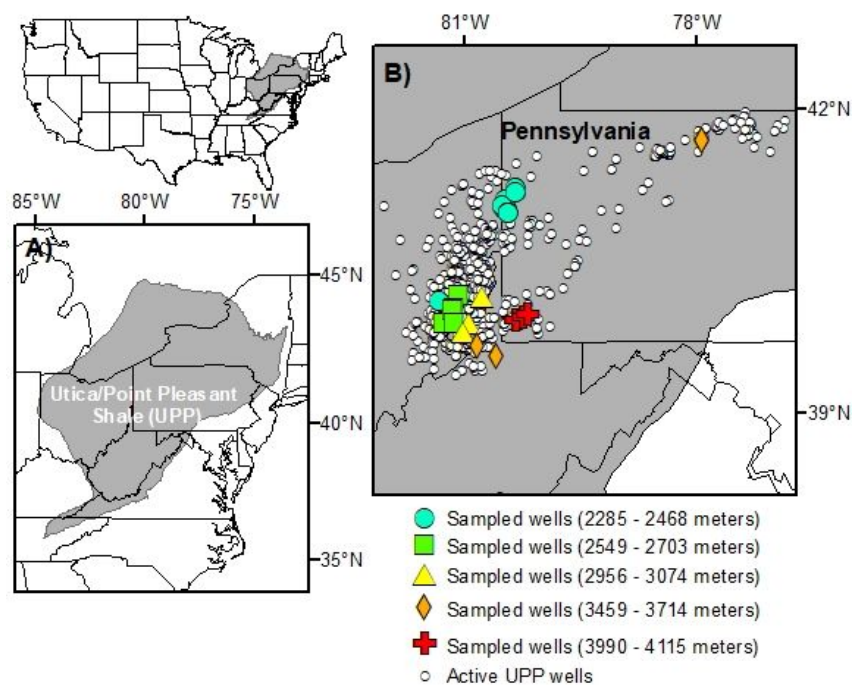 85°W 80°W 75°W
A)
45°N
Utica/Point Pleasant
Shale (UPP)
40°N
35°N
81°W 78°W
B)
42°N
Pennsylvania
39°N
Sampled wells (2285 - 2468 meters)
Sampled wells (2549 - 2703 meters)
Sampled wells (2956 - 3074 meters)
Sampled wells (3459 - 3714 meters)
Sampled wells (3990 - 4115 meters)
Active UPP wells